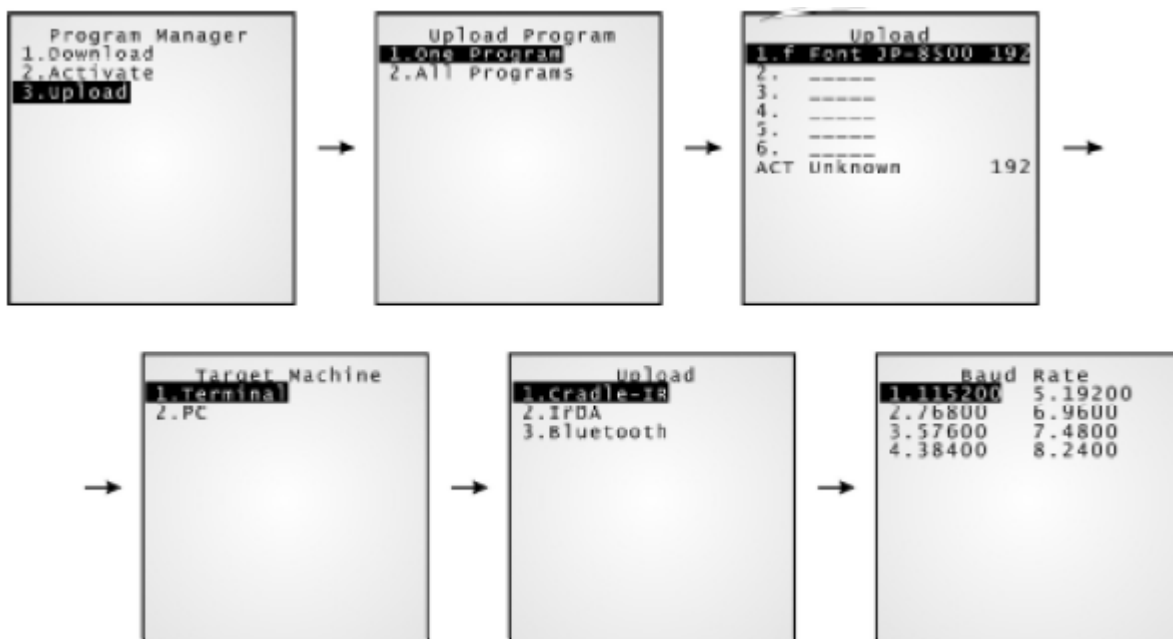 Program Manager
1.Download
2.Activate
3.Upload
Upload Program
1.One Program
2.All Programs
Upload
1.f Font JP-8500 192
2. _____
3. _____
4. _____
5. _____
6. _____
ACT Unknown 192
Target Machine
1.Terminal
2.PC
Upload
1.Cradle-IR
2.IrDA
3.Bluetooth
Baud Rate
1.115200 5.19200
2.76800 6.9600
3.57600 7.4800
4.38400 8.2400